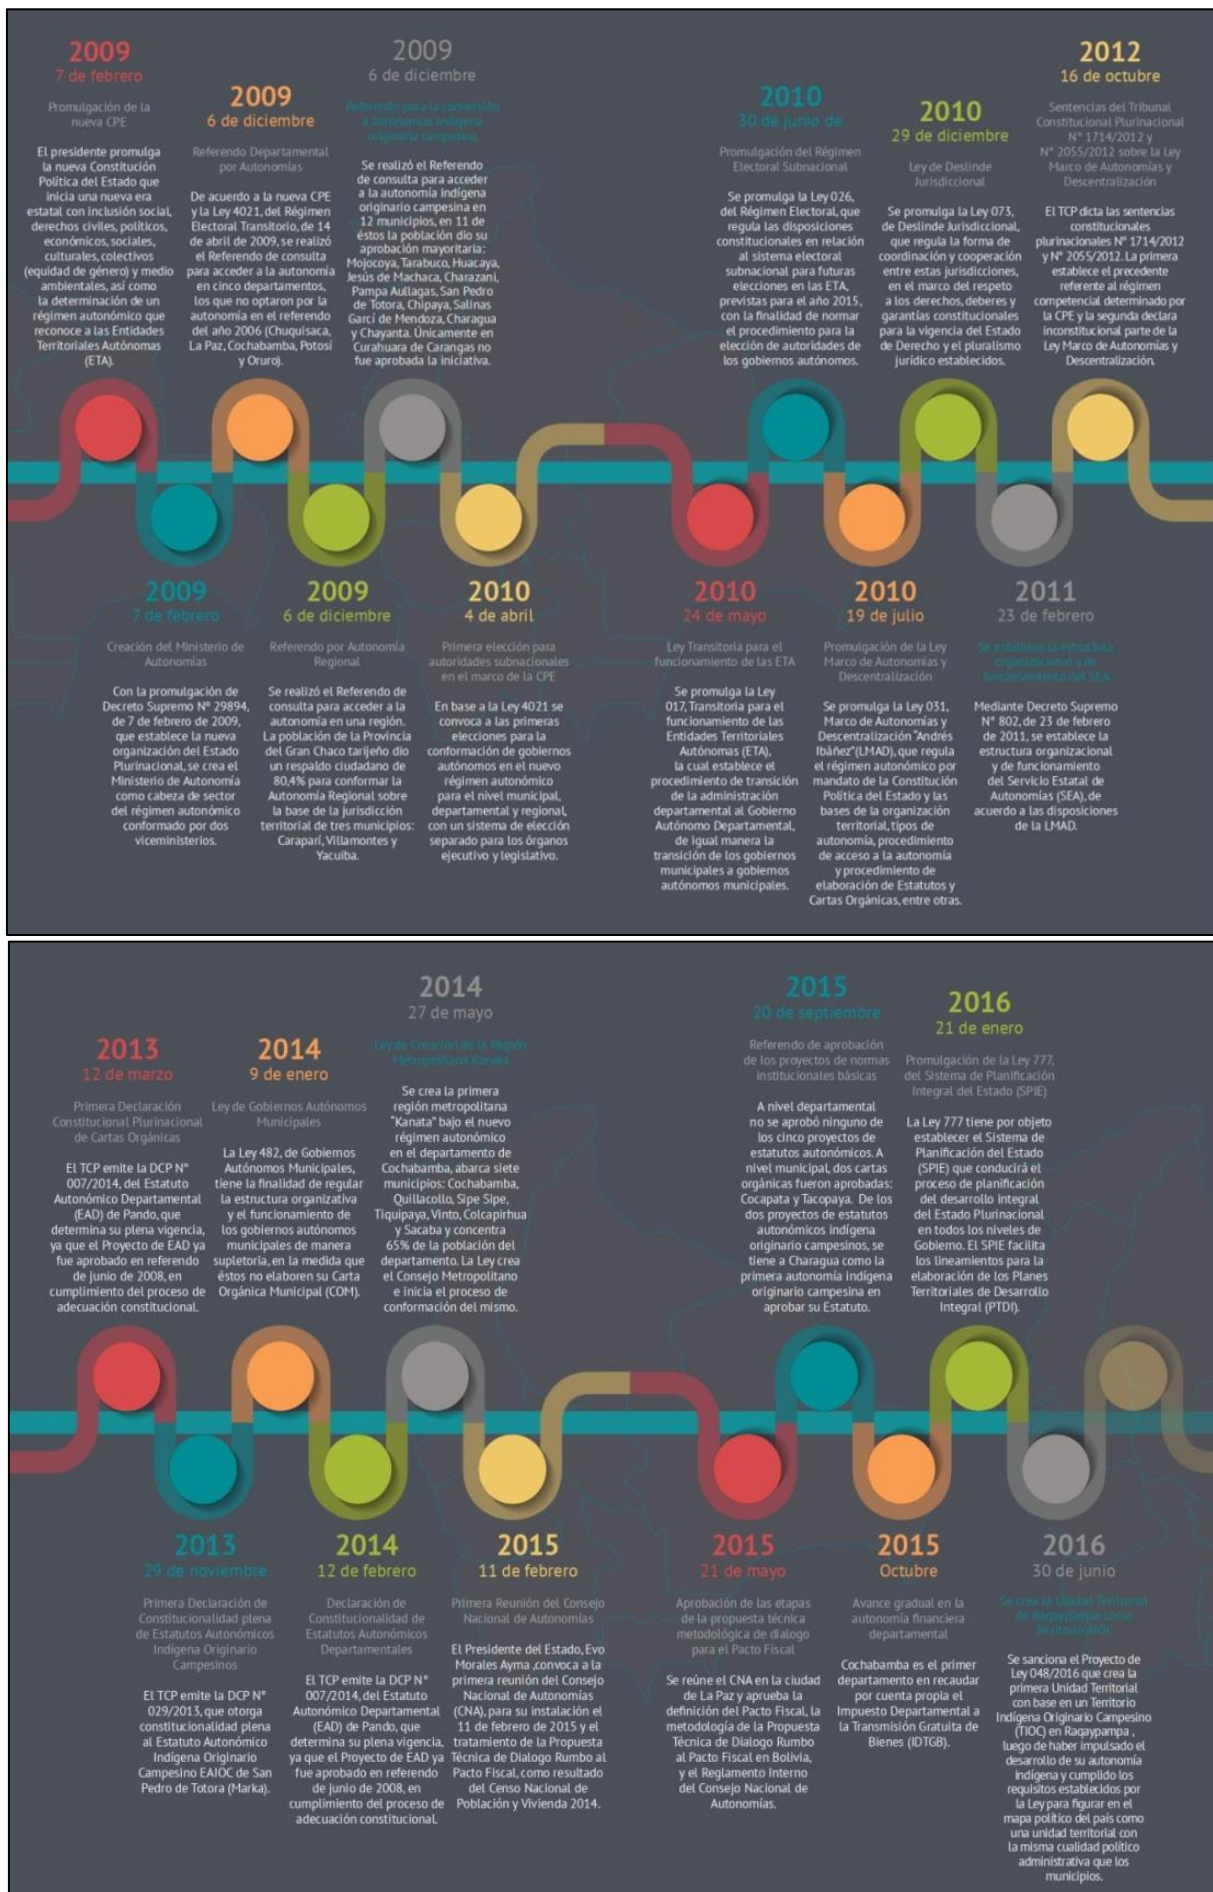 2009
7 de febrero
Promulgación de la
nueva CPE
El presidente promulga
la nueva Constitución
Política del Estado que
inicia una nueva era
estatal con inclusión social,
derechos civiles, políticos,
económicos, sociales,
culturales, colectivos
(equidad de género) y medio
ambientales, así como
la determinación de un
régimen autonómico que
reconoce a las Entidades
Territoriales Autónomas
(ETA).
2009
7 de febrero
Creación del Ministerio de
Autonomías
Con la promulgación de
Decreto Supremo Nº 29894,
de 7 de febrero de 2009,
que establece la nueva
organización del Estado
Plurinacional, se crea el
Ministerio de Autonomía
como cabeza de sector
del régimen autonómico
conformado por dos
viceministerios.
2009
6 de diciembre
Referendo Departamental
por Autonomías
De acuerdo a la nueva CPE
y la Ley 4021, del Régimen
Electoral Transitorio, de 14
de abril de 2009, se realizó
el Referendo de consulta
para acceder a la autonomía
en cinco departamentos,
los que no optaron por la
autonomía en el referendo
del año 2006 (Chuquisaca,
La Paz, Cochabamba, Potosí
y Oruro).
2009
6 de diciembre
Referendo por Autonomía
Regional
Se realizó el Referendo de
consulta para acceder a la
autonomía en una región.
La población de la Provincia
del Gran Chaco tarijeño dio
un respaldo ciudadano de
80,4% para conformar la
Autonomía Regional sobre
la base de la jurisdicción
territorial de tres municipios:
Caraparí, Villamontes y
Yacuiba.
2009
6 de diciembre
Referendo para la conversión
a autonomías indígena
originaria campesina
Se realizó el Referendo
de consulta para acceder
a la autonomía indígena
originario campesina en
12 municipios, en 11 de
éstos la población dio su
aprobación mayoritaria:
Mojocoya, Tarabuco, Huacaya,
Jesús de Machaca, Charazani,
Pampa Aullagas, San Pedro
de Totora, Chipaya, Salinas
Garcí de Mendoza, Charagua
y Chayanta. Únicamente en
Curahuara de Carangas no
fue aprobada la iniciativa.
2010
4 de abril
Primera elección para
autoridades subnacionales
en el marco de la CPE
En base a la Ley 4021 se
convoca a las primeras
elecciones para la
conformación de gobiernos
autónomos en el nuevo
régimen autonómico
para el nivel municipal,
departamental y regional,
con un sistema de elección
separado para los órganos
ejecutivo y legislativo.
2010
24 de mayo
Ley Transitoria para el
funcionamiento de las ETA
Se promulga la Ley
017, Transitoria para el
funcionamiento de las
Entidades Territoriales
Autónomas (ETA),
la cual establece el
procedimiento de transición
de la administración
departamental al Gobierno
Autónomo Departamental,
de Igual manera la
transición de los gobiernos
municipales a gobiernos
autónomos municipales.
2010
30 de junio de
Promulgación del Régimen
Electoral Subnacional
Se promulga la Ley 026,
del Régimen Electoral, que
regula las disposiciones
constitucionales en relación
al sistema electoral
subnacional para futuras
elecciones en las ETA,
previstas para el año 2015,
con la finalidad de normar
el procedimiento para la
elección de autoridades de
los gobiernos autónomos.
2010
19 de julio
Promulgación de la Ley
Marco de Autonomías y
Descentralización
Se promulga la Ley 031,
Marco de Autonomías y
Descentralización "Andrés
Ibáñez"(LMAD), que regula
el régimen autonómico por
mandato de la Constitución
Política del Estado y las
bases de la organización
territorial, tipos de
autonomía, procedimiento
de acceso a la autonomía
y procedimiento de
elaboración de Estatutos y
Cartas Orgánicas, entre otras.
2010
29 de diciembre
Ley de Deslinde
Jurisdiccional
Se promulga la Ley 073,
de Deslinde Jurisdiccional,
que regula la forma de
coordinación y cooperación
entre estas jurisdicciones,
en el marco del respeto
a los derechos, deberes y
garantías constitucionales
para la vigencia del Estado
de Derecho y el pluralismo
jurídico establecidos.
2011
23 de febrero
Se establece la estructura
organizacional y de
funcionamiento del SEA
Mediante Decreto Supremo
N° 802, de 23 de febrero
de 2011, se establece la
estructura organizacional
y de funcionamiento
del Servicio Estatal de
Autonomías (SEA), de
acuerdo a las disposiciones
de la LMAD.
2012
16 de octubre
Sentencias del Tribunal
Constitucional Plurinacional
N° 1714/2012 y
N° 2055/2012 sobre la Ley
Marco de Autonomías y
Descentralización
El TCP dicta las sentencias
constitucionales
plurinacionales N° 1714/2012
y N° 2055/2012. La primera
establece el precedente
referente al régimen
competencial determinado por
la CPE y la segunda declara
inconstitucional parte de la
Ley Marco de Autonomías y
Descentralización.
2013
12 de marzo
Primera Declaración
Constitucional Plurinacional
de Cartas Orgánicas
El TCP emite la DCP N°
007/2014, del Estatuto
Autonómico Departamental
(EAD) de Pando, que
determina su plena vigencia,
ya que el Proyecto de EAD ya
fue aprobado en referendo
de junio de 2008, en
cumplimiento del proceso de
adecuación constitucional.
2013
29 de noviembre
Primera Declaración de
Constitucionalidad plena
de Estatutos Autonómicos
Indígena Originario
Campesinos
El TCP emite la DCP N°
029/2013, que otorga
constitucionalidad plena
al Estatuto Autonómico
Indígena Originario
Campesino EAIOC de San
Pedro de Totora (Marka).
2014
9 de enero
Ley de Gobiernos Autónomos
Municipales
La Ley 482, de Gobiernos
Autónomos Municipales,
tiene la finalidad de regular
la estructura organizativa
y el funcionamiento de
los gobiernos autónomos
municipales de manera
supletoria, en la medida que
éstos no elaboren su Carta
Orgánica Municipal (COM).
2014
12 de febrero
Declaración de
Constitucionalidad de
Estatutos Autonómicos
Departamentales
El TCP emite la DCP N°
007/2014, del Estatuto
Autonómico Departamental
(EAD) de Pando, que
determina su plena vigencia,
ya que el Proyecto de EAD ya
fue aprobado en referendo
de junio de 2008, en
cumplimiento del proceso de
adecuación constitucional.
2014
27 de mayo
Ley de Creación de la Región
Metropolitana Kanata
Se crea la primera
región metropolitana
"Kanata" bajo el nuevo
régimen autonómico
en el departamento de
Cochabamba, abarca siete
municipios: Cochabamba,
Quillacollo, Sipe Sipe,
Tiquipaya, Vinto, Colcapirhua
y Sacaba y concentra
65% de la población del
departamento. La Ley crea
el Consejo Metropolitano
e inicia el proceso de
conformación del mismo.
2015
11 de febrero
Primera Reunión del Consejo
Nacional de Autonomías
El Presidente del Estado, Evo
Morales Ayma ,convoca a la
primera reunión del Consejo
Nacional de Autonomías
(CNA), para su instalación el
11 de febrero de 2015 y el
tratamiento de la Propuesta
Técnica de Dialogo Rumbo al
Pacto Fiscal, como resultado
del Censo Nacional de
Población y Vivienda 2014.
2015
21 de mayo
Aprobación de las etapas
de la propuesta técnica
metodológica de dialogo
para el Pacto Fiscal
Se reúne el CNA en la ciudad
de La Paz y aprueba la
definición del Pacto Fiscal, la
metodología de la Propuesta
Técnica de Dialogo Rumbo
al Pacto Fiscal en Bolivia,
y el Reglamento Interno
del Consejo Nacional de
Autonomías.
2015
20 de septiembre
Referendo de aprobación
de los proyectos de normas
institucionales básicas
A nivel departamental
no se aprobó ninguno de
los cinco proyectos de
estatutos autonómicos. A
nivel municipal, dos cartas
orgánicas fueron aprobadas:
Cocapata y Tacopaya. De los
dos proyectos de estatutos
autonómicos indígena
originario campesinos, se
tiene a Charagua como la
primera autonomía indígena
originario campesina en
aprobar su Estatuto.
2015
Octubre
Avance gradual en la
autonomía financiera
departamental
Cochabamba es el primer
departamento en recaudar
por cuenta propia el
Impuesto Departamental a
la Transmisión Gratuita de
Bienes (IDTGB).
2016
21 de enero
Promulgación de la Ley 777,
del Sistema de Planificación
Integral del Estado (SPIE)
La Ley 777 tiene por objeto
establecer el Sistema de
Planificación del Estado
(SPIE) que conducirá el
proceso de planificación
del desarrollo integral
del Estado Plurinacional
en todos los niveles de
Gobierno. El SPIE facilita
los lineamientos para la
elaboración de los Planes
Territoriales de Desarrollo
Integral (PTDI).
2016
30 de junio
Se crea la Unidad Territorial
de Raqaypampa como
Territorio AIOC
Se sanciona el Proyecto de
Ley 048/2016 que crea la
primera Unidad Territorial
con base en un Territorio
Indígena Originario Campesino
(TIOC) en Raqaypampa ,
luego de haber impulsado el
desarrollo de su autonomía
indígena y cumplido los
requisitos establecidos por
la Ley para figurar en el
mapa político del país como
una unidad territorial con
la misma cualidad político
administrativa que los
municipios.